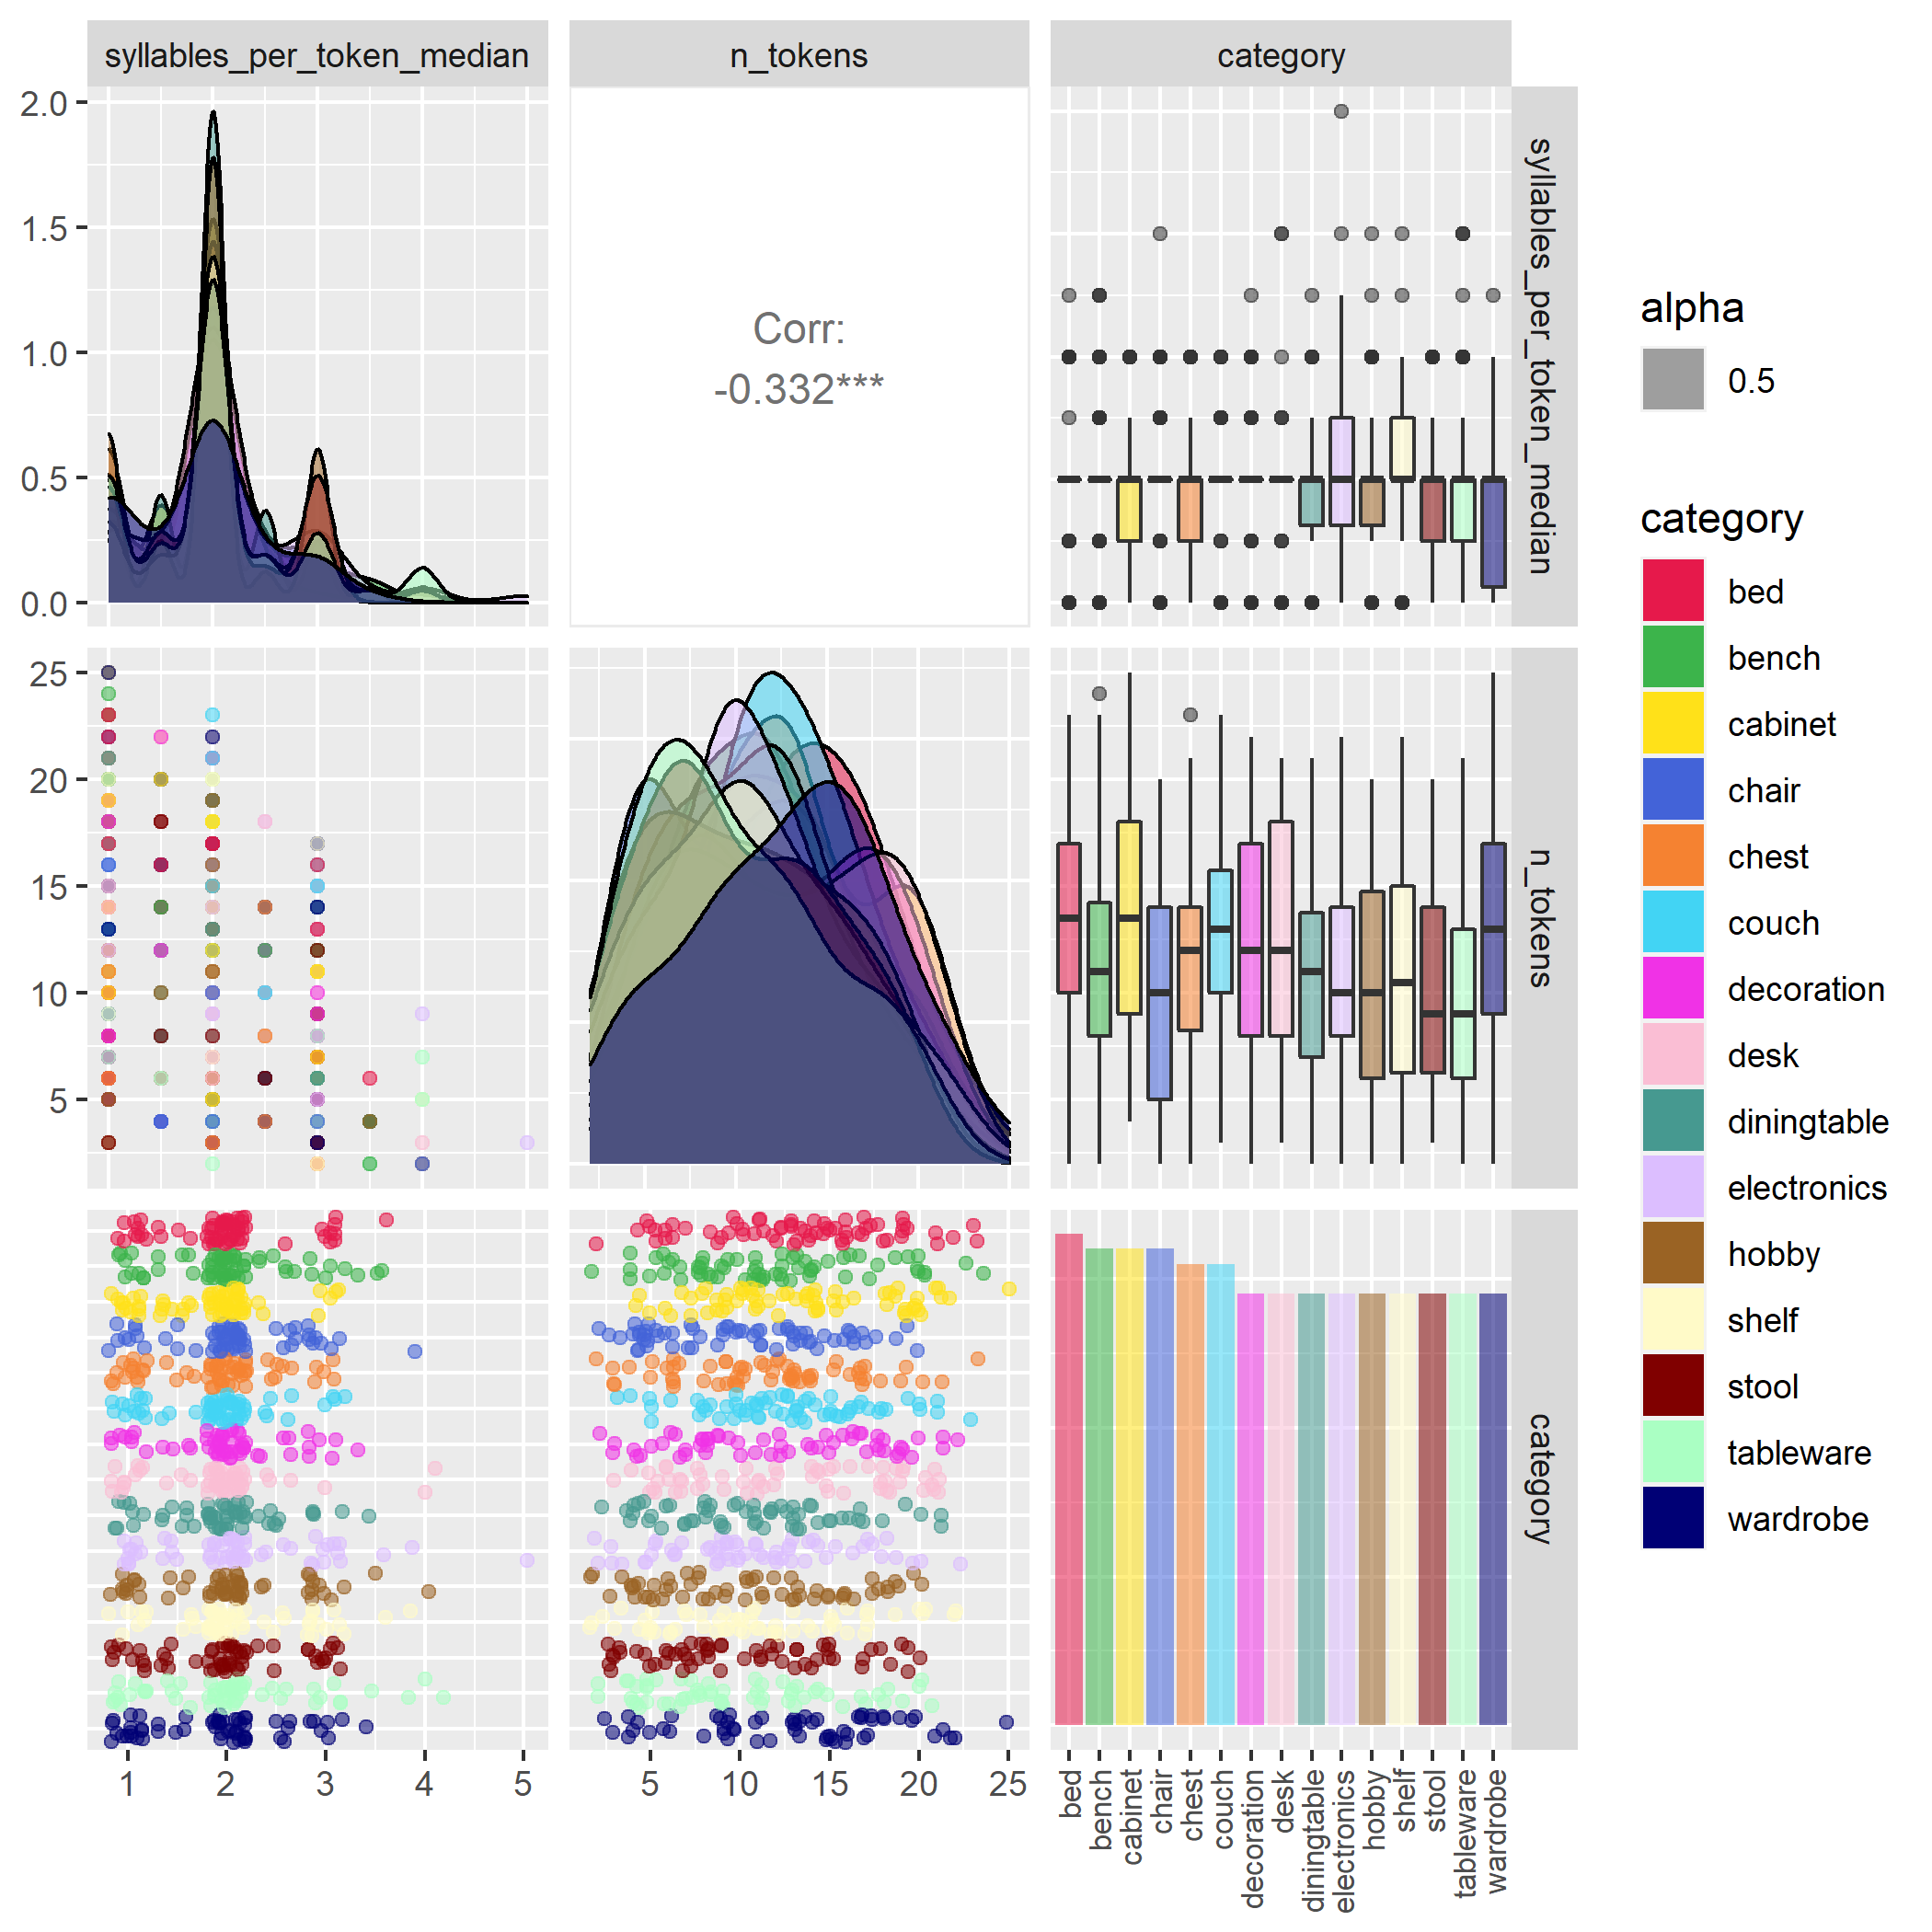 syllables_per_token_median
n_tokens
category
2.0
1.5
1.0
0.5
0.0
Corr:
-0.332***
syllables_per_token_median
25
20
15
10
5
n_tokens
category
1 2 3 4 5
5 10 15 20 25
bed
bench
cabinet
chair
chest
couch
decoration
desk
diningtable
electronics
hobby
shelf
stool
tableware
wardrobe
alpha
0.5
category
bed
bench
cabinet
chair
chest
couch
decoration
desk
diningtable
electronics
hobby
shelf
stool
tableware
wardrobe